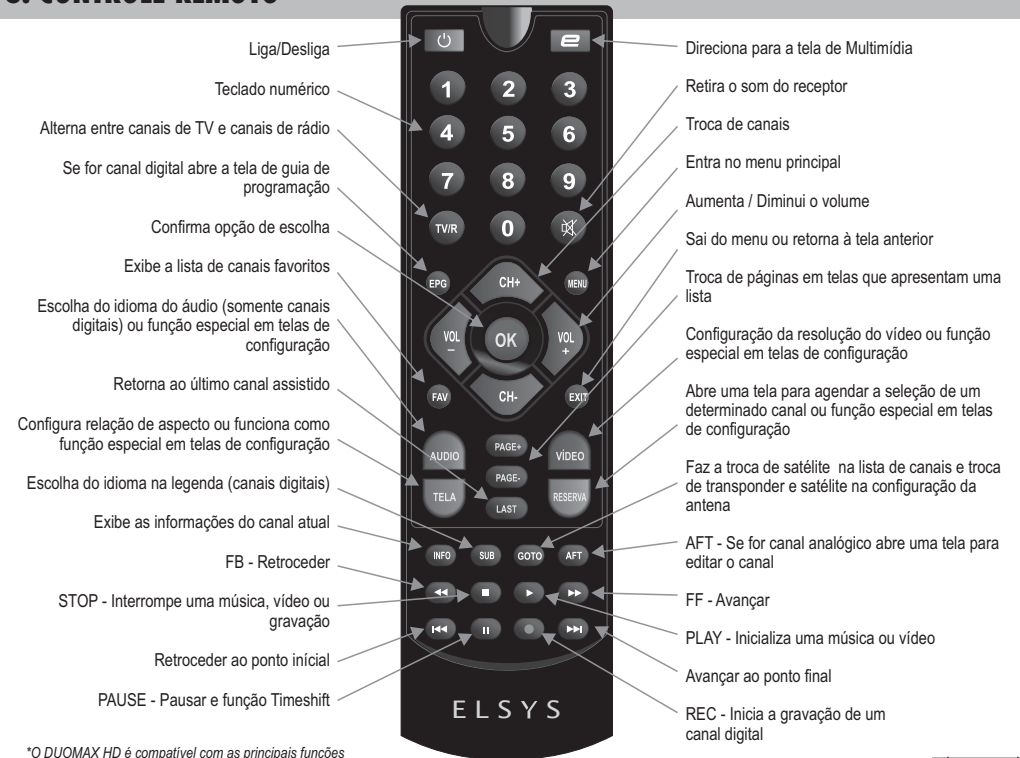 Liga/Desliga
Teclado numérico
Alterna entre canais de TV e canais de rádio
Se for canal digital abre a tela de guia de
programação
Confirma opção de escolha
Exibe a lista de canais favoritos
Escolha do idioma do áudio (somente canais
digitais) ou função especial em telas de
configuração
Retorna ao último canal assistido
Configura relação de aspecto ou funciona como
função especial em telas de configuração
Escolha do idioma na legenda (canais digitais)
Exibe as informações do canal atual
FB - Retroceder
STOP - Interrompe uma música, vídeo ou
gravação
Retroceder ao ponto inícial
PAUSE - Pausar e função Timeshift
*O DUOMAX HD é compatível com as principais funções
e
1 2 3
4 5 6
7 8 9
TV/R 0
EPG CH+ MENU
VOL - OK VOL +
FAV CH- EXIT
AUDIO PAGE+ VÍDEO
PAGE-
TELA LAST RESERVA
INFO SUB GOTO AFT
ELSYS
Direciona para a tela de Multimídia
Retira o som do receptor
Troca de canais
Entra no menu principal
Aumenta / Diminui o volume
Sai do menu ou retorna à tela anterior
Troca de páginas em telas que apresentam uma
lista
Configuração da resolução do vídeo ou função
especial em telas de configuração
Abre uma tela para agendar a seleção de um
determinado canal ou função especial em telas
de configuração
Faz a troca de satélite na lista de canais e troca
de transponder e satélite na configuração da
antena
AFT - Se for canal analógico abre uma tela para
editar o canal
FF - Avançar
PLAY - Inicializa uma música ou vídeo
Avançar ao ponto final
REC - Inicia a gravação de um
canal digital